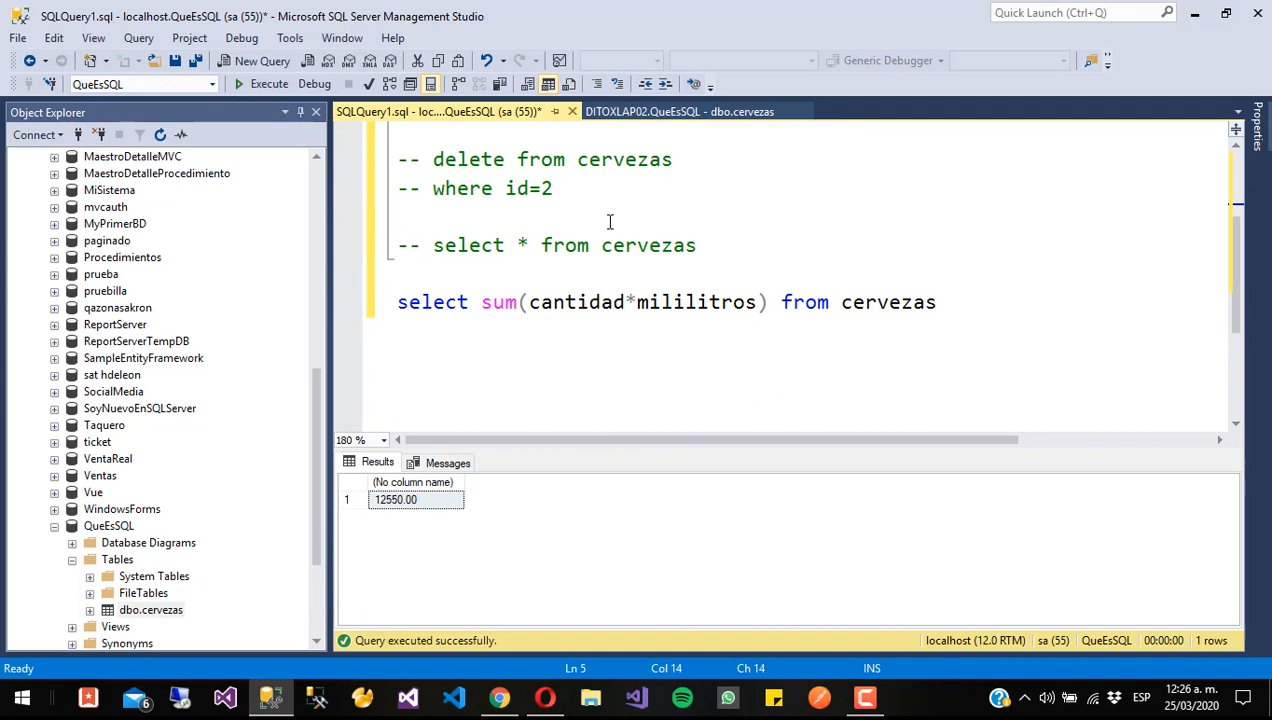 SQLQuery1.sql - localhost.QueEsSQL (sa (55))* - Microsoft SQL Server Management Studio
Quick Launch (Ctrl+Q)
File Edit View Query Project Debug Tools Window Help
New Query
Generic Debugger
QueEsSQL
Execute Debug
Object Explorer
SQLQuery1.sql - loc....QueEsSQL (sa (55))*
DITOXLAP02.QueEsSQL - dbo.cervezas
Properties
Connect
MaestroDetalleMVC
MaestroDetalleProcedimiento
MiSistema
mvcauth
MyPrimerBD
paginado
Procedimientos
prueba
pruebilla
qazonasakron
ReportServer
ReportServerTempDB
SampleEntityFramework
sat hdeleon
SocialMedia
SoyNuevoEnSQLServer
Taquero
ticket
VentaReal
Ventas
Vue
WindowsForms
QueEsSQL
Database Diagrams
Tables
System Tables
FileTables
dbo.cervezas
Views
Synonyms
-- delete from cervezas
-- where id=2
-- select * from cervezas
select sum(cantidad*mililitros) from cervezas
180 %
Results Messages
(No column name)
1 12550.00
Query executed successfully.
localhost (12.0 RTM) sa (55) QueEsSQL 00:00:00 1 rows
Ready Ln 5 Col 14 Ch 14 INS
6
ESP
12:26 a. m.
25/03/2020